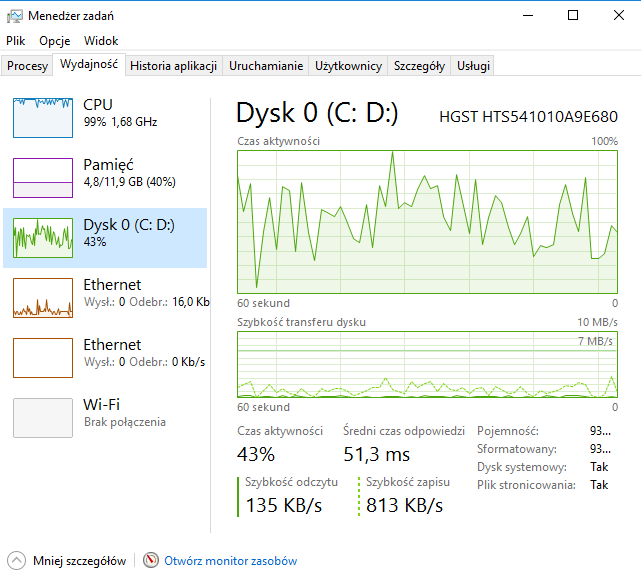 Menedżer zadań
Plik Opcje Widok
Procesy Wydajność Historia aplikacji Uruchamianie Użytkownicy Szczegóły Usługi
CPU
99% 1,68 GHz
Pamięć
4,8/11,9 GB (40%)
Dysk 0 (C: D:)
43%
Ethernet
Wysł.: 0 Odebr.: 16,0 Kb
Ethernet
Wysł.: 0 Odebr.: 0 Kb/s
Wi-Fi
Brak połączenia
Dysk 0 (C: D:) HGST HTS541010A9E680
Czas aktywności 100%
60 sekund 0
Szybkość transferu dysku 10 MB/s
7 MB/s
60 sekund 0
Czas aktywności
43%
Średni czas odpowiedzi
51,3 ms
Szybkość odczytu
135 KB/s
Szybkość zapisu
813 KB/s
Pojemność: 93...
Sformatowany: 93...
Dysk systemowy: Tak
Plik stronicowania: Tak
Mniej szczegółów Otwórz monitor zasobów